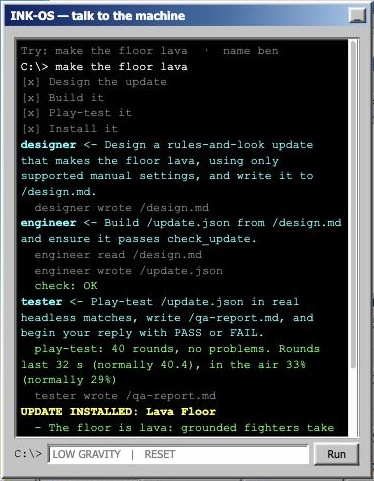 INK-OS — talk to the machine
Try: make the floor lava · name ben
C:\> make the floor lava
[x] Design the update
[x] Build it
[x] Play-test it
[x] Install it
designer <- Design a rules-and-look update
that makes the floor lava, using only
supported manual settings, and write it to
/design.md.
designer wrote /design.md
engineer <- Build /update.json from /design.md
and ensure it passes check_update.
engineer read /design.md
engineer wrote /update.json
check: OK
tester <- Play-test /update.json in real
headless matches, write /qa-report.md, and
begin your reply with PASS or FAIL.
play-test: 40 rounds, no problems. Rounds
last 32 s (normally 40.4), in the air 33%
(normally 29%)
tester wrote /qa-report.md
UPDATE INSTALLED: Lava Floor
- The floor is lava: grounded fighters take
C:\> LOW GRAVITY | RESET Run